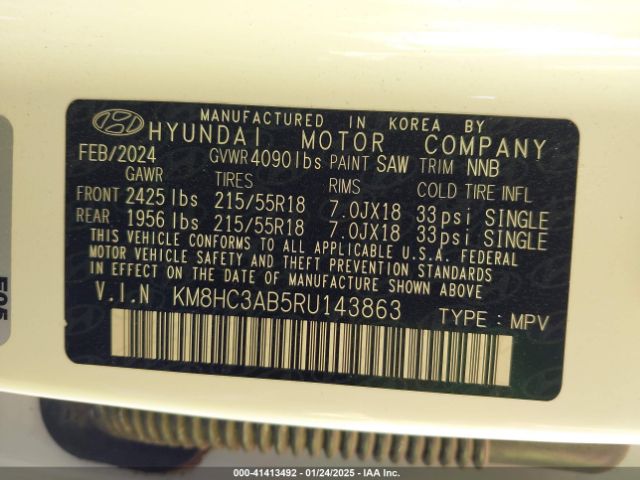 MANUFACTURED IN KOREA BY
HYUNDAI MOTOR COMPANY
FEB/2024 GVWR 4090 lbs PAINT SAW TRIM NNB
GAWR TIRES RIMS COLD TIRE INFL
FRONT 2425 lbs 215/55R18 7.0JX18 33psi SINGLE
REAR 1956 lbs 215/55R18 7.0JX18 33psi SINGLE
THIS VEHICLE CONFORMS TO ALL APPLICABLE U.S.A. FEDERAL
MOTOR VEHICLE SAFETY AND THEFT PREVENTION STANDARDS
IN EFFECT ON THE DATE OF MANUFACTURE SHOWN ABOVE.
V.I.N KM8HC3AB5RU143863 TYPE : MPV
000-41413492 - 01/24/2025 - IAA Inc.